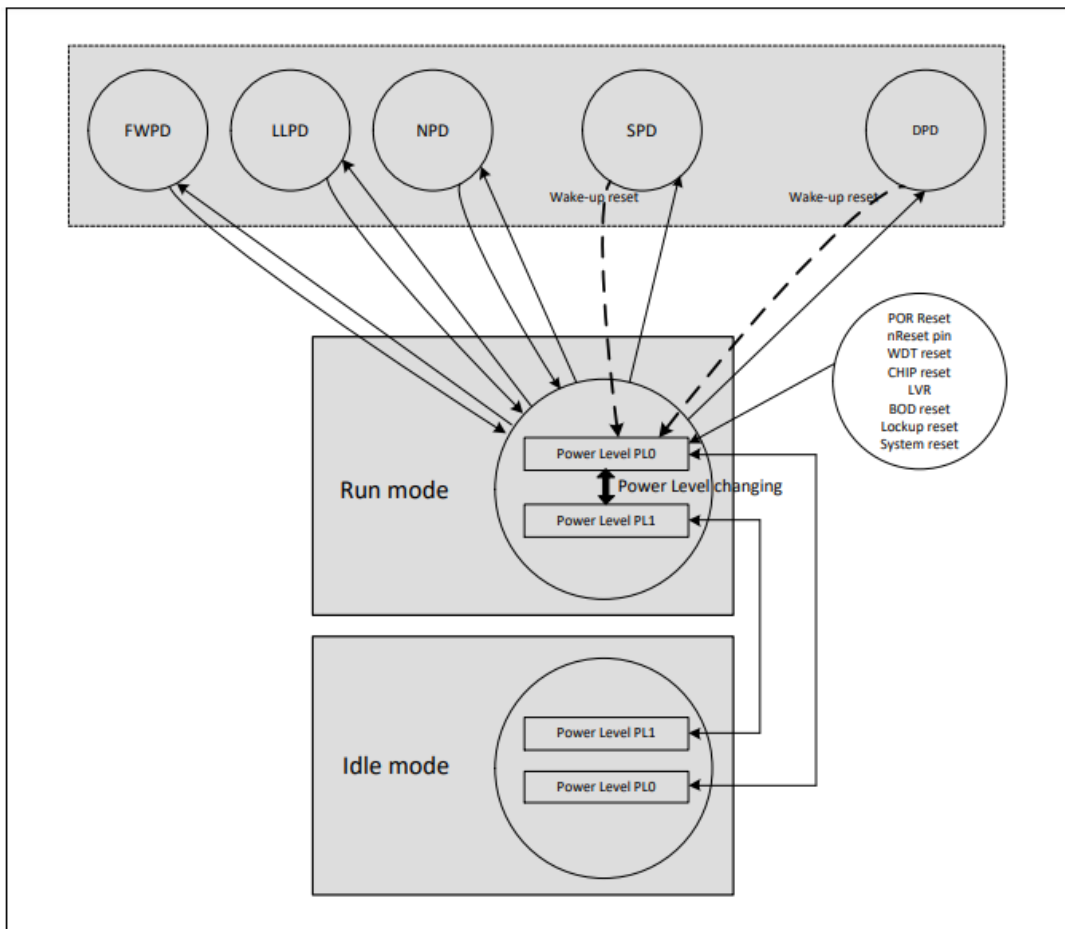 FWPD
LLPD
NPD
SPD
DPD
Wake-up reset
Wake-up reset
POR Reset
nReset pin
WDT reset
CHIP reset
LVR
BOD reset
Lockup reset
System reset
Run mode
Power Level PL0
Power Level changing
Power Level PL1
Idle mode
Power Level PL1
Power Level PL0